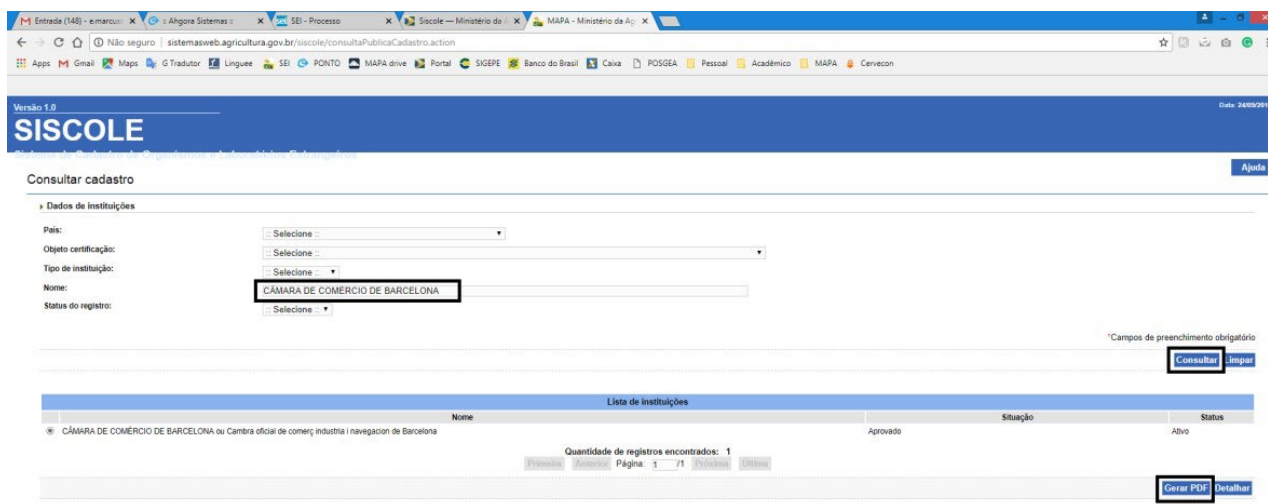 Entrada (148) - e.marcus
:: Ahgora Sistemas ::
SEI - Processo
Siscole — Ministério da A
MAPA - Ministério da Ag
Não seguro | sistemasweb.agricultura.gov.br/siscole/consultaPublicaCadastro.action
Apps Gmail Maps G Tradutor Linguee SEI PONTO MAPA drive Portal SIGEPE Banco do Brasil Caixa POSGEA Pessoal Acadêmico MAPA Cervecon
Versão 1.0
Data: 24/09/201
SISCOLE
Sistema de Cadastro de Organismos e Laboratórios Estrangeiros
Ajuda
Consultar cadastro
Dados de instituições
País: :: Selecione ::
Objeto certificação: :: Selecione ::
Tipo de instituição: :: Selecione ::
Nome: CÂMARA DE COMÉRCIO DE BARCELONA
Status do registro: :: Selecione ::
*Campos de preenchimento obrigatório
Consultar Limpar
Lista de instituições
Nome Situação Status
CÂMARA DE COMÉRCIO DE BARCELONA ou Cambra oficial de comerç industria i navegacion de Barcelona Aprovado Ativo
Quantidade de registros encontrados: 1
Primeira Anterior Página: 1 /1 Próxima Última
Gerar PDF Detalhar